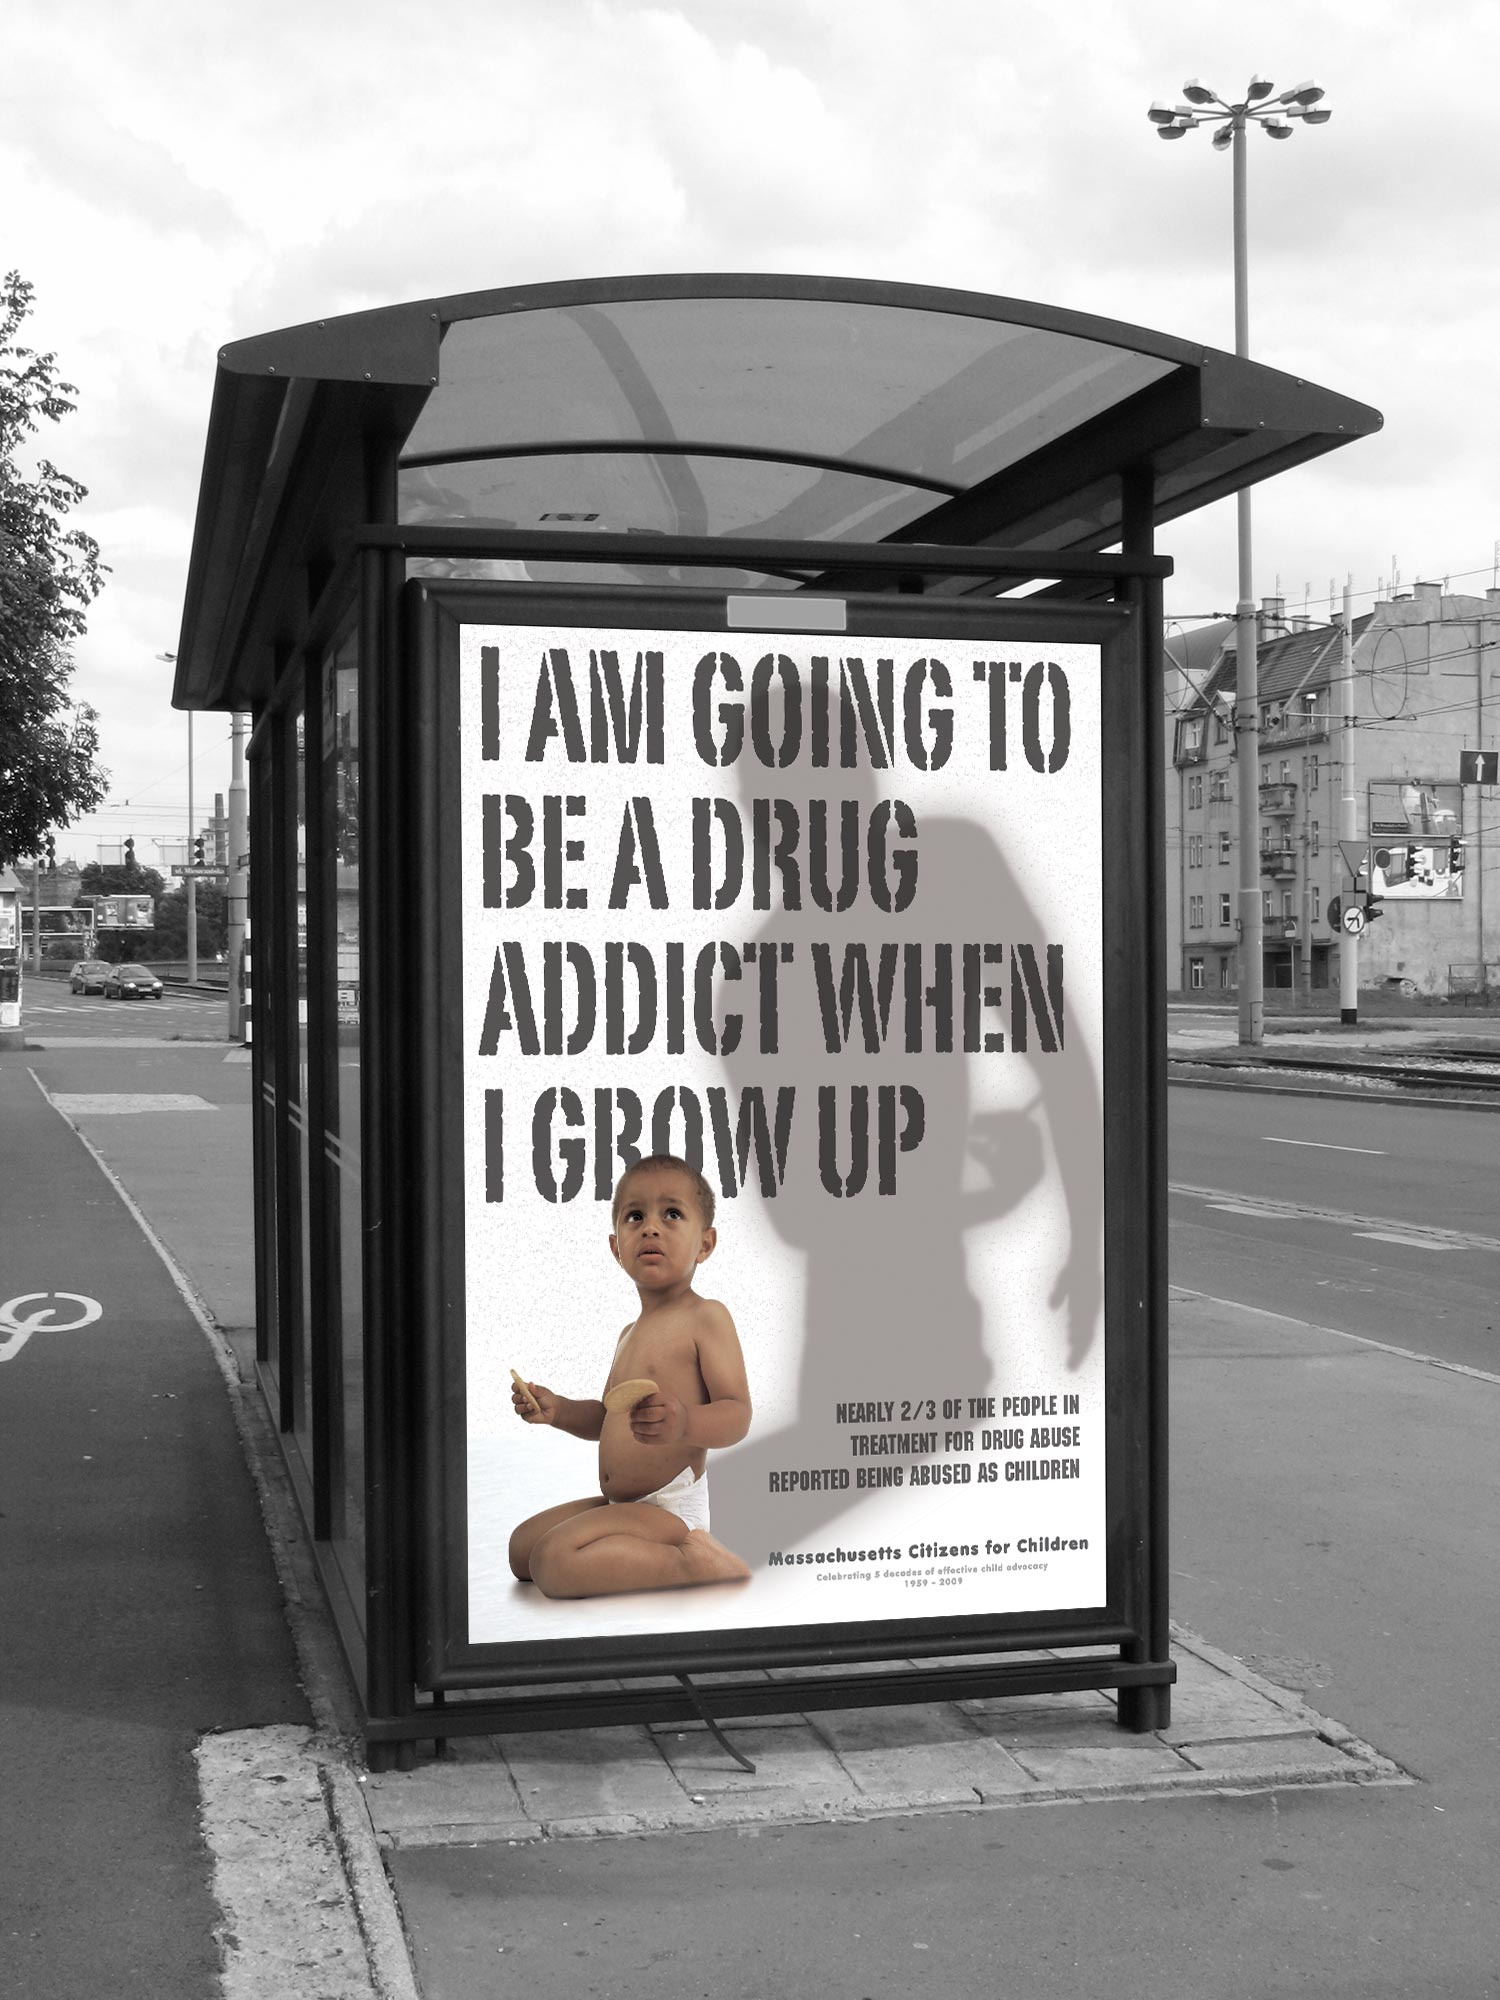 I AM GOING TO
BE A DRUG
ADDICT WHEN
I GROW UP
NEARLY 2/3 OF THE PEOPLE IN
TREATMENT FOR DRUG ABUSE
REPORTED BEING ABUSED AS CHILDREN
Massachusetts Citizens for Children
Celebrating 5 decades of effective child advocacy
1959 - 2009